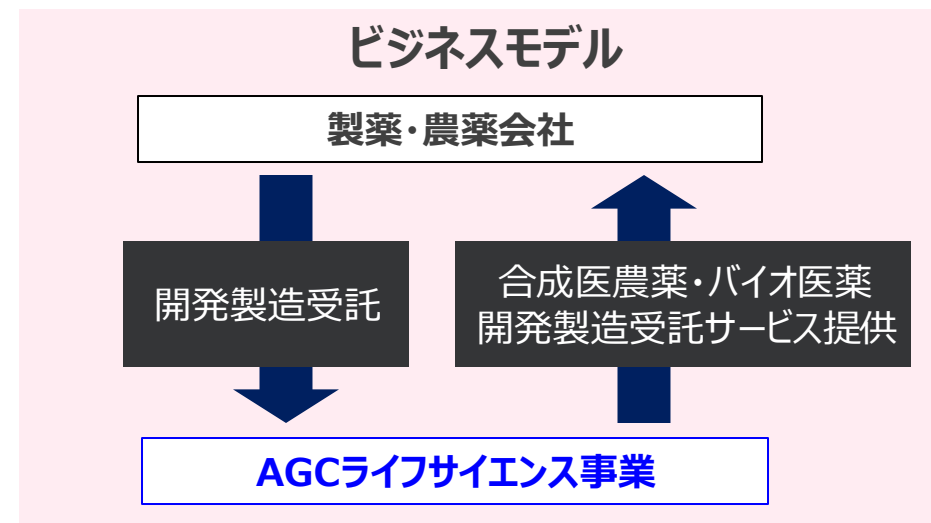 ビジネスモデル
製薬・農薬会社
開発製造受託
合成医農薬・バイオ医薬
開発製造受託サービス提供
AGCライフサイエンス事業